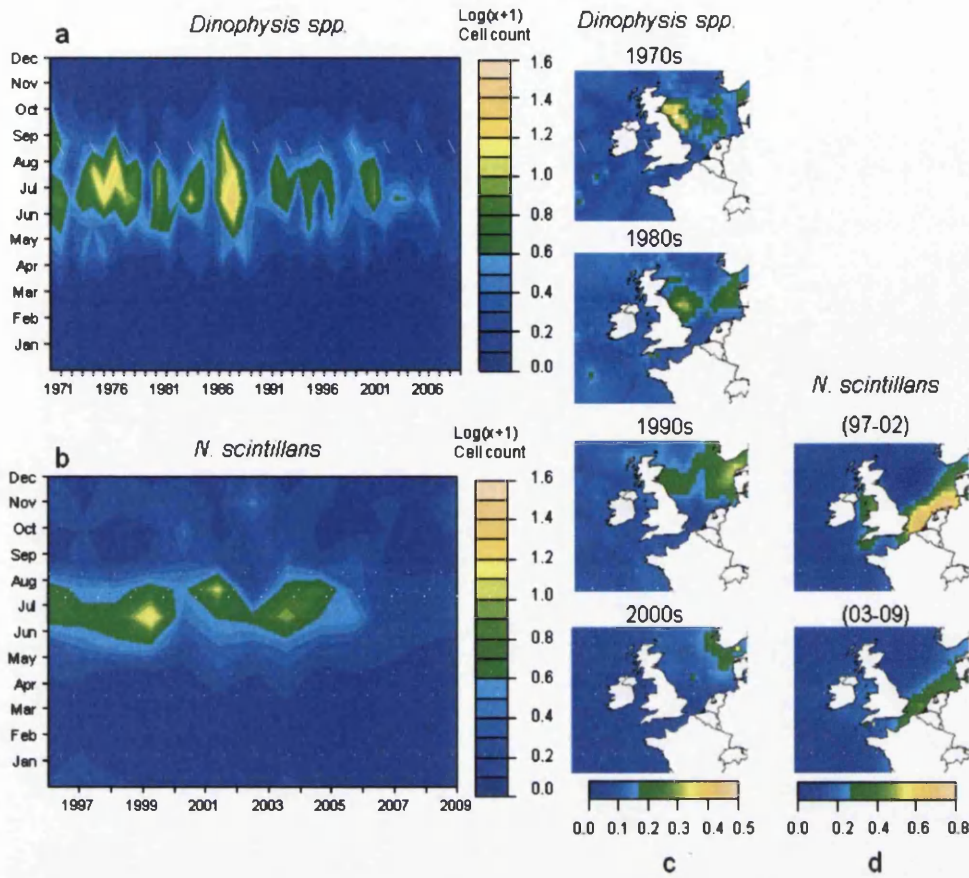 a
Dinophysis spp.
Log(x+1)
Cell count
Dec
Nov
Oct
Sep
Aug
Jul
Jun
May
Apr
Mar
Feb
Jan
1971 1976 1981 1986 1991 1996 2001 2006
1.6
1.4
1.2
1.0
0.8
0.6
0.4
0.2
0.0
b
N. scintillans
Log(x+1)
Cell count
Dec
Nov
Oct
Sep
Aug
Jul
Jun
May
Apr
Mar
Feb
Jan
1997 1999 2001 2003 2005 2007 2009
1.6
1.4
1.2
1.0
0.8
0.6
0.4
0.2
0.0
Dinophysis spp.
1970s
1980s
1990s
2000s
0.0 0.1 0.2 0.3 0.4 0.5
c
N. scintillans
(97-02)
(03-09)
0.0 0.2 0.4 0.6 0.8
d